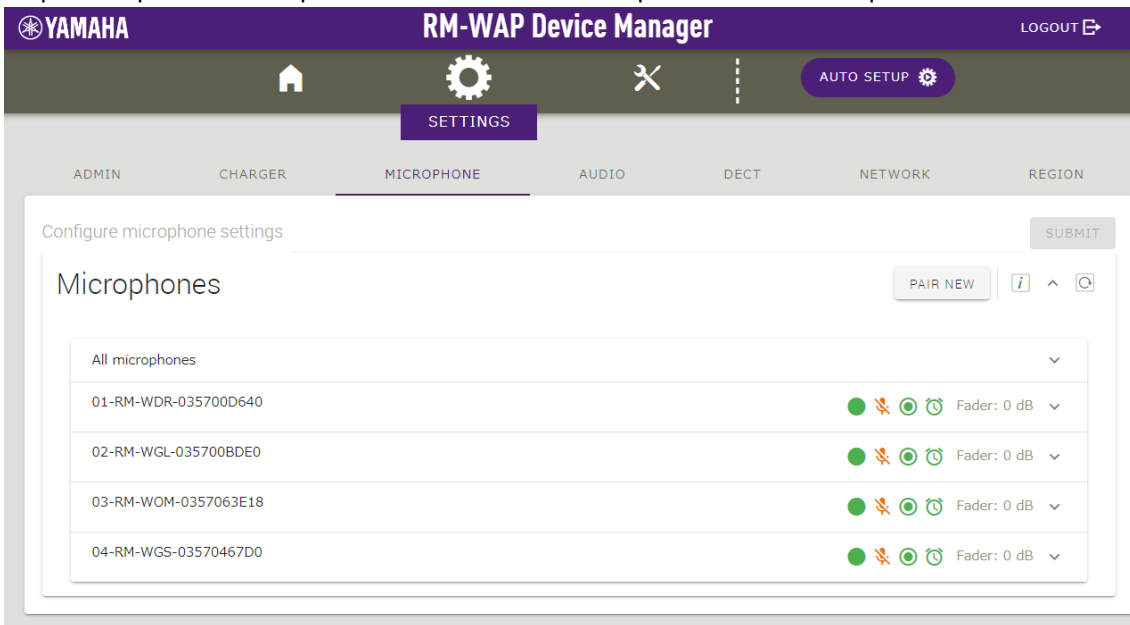 YAMAHA
RM-WAP Device Manager
LOGOUT
AUTO SETUP
SETTINGS
ADMIN CHARGER MICROPHONE AUDIO DECT NETWORK REGION
Configure microphone settings SUBMIT
Microphones PAIR NEW i
All microphones
01-RM-WDR-035700D640 Fader: 0 dB
02-RM-WGL-035700BDE0 Fader: 0 dB
03-RM-WOM-0357063E18 Fader: 0 dB
04-RM-WGS-03570467D0 Fader: 0 dB